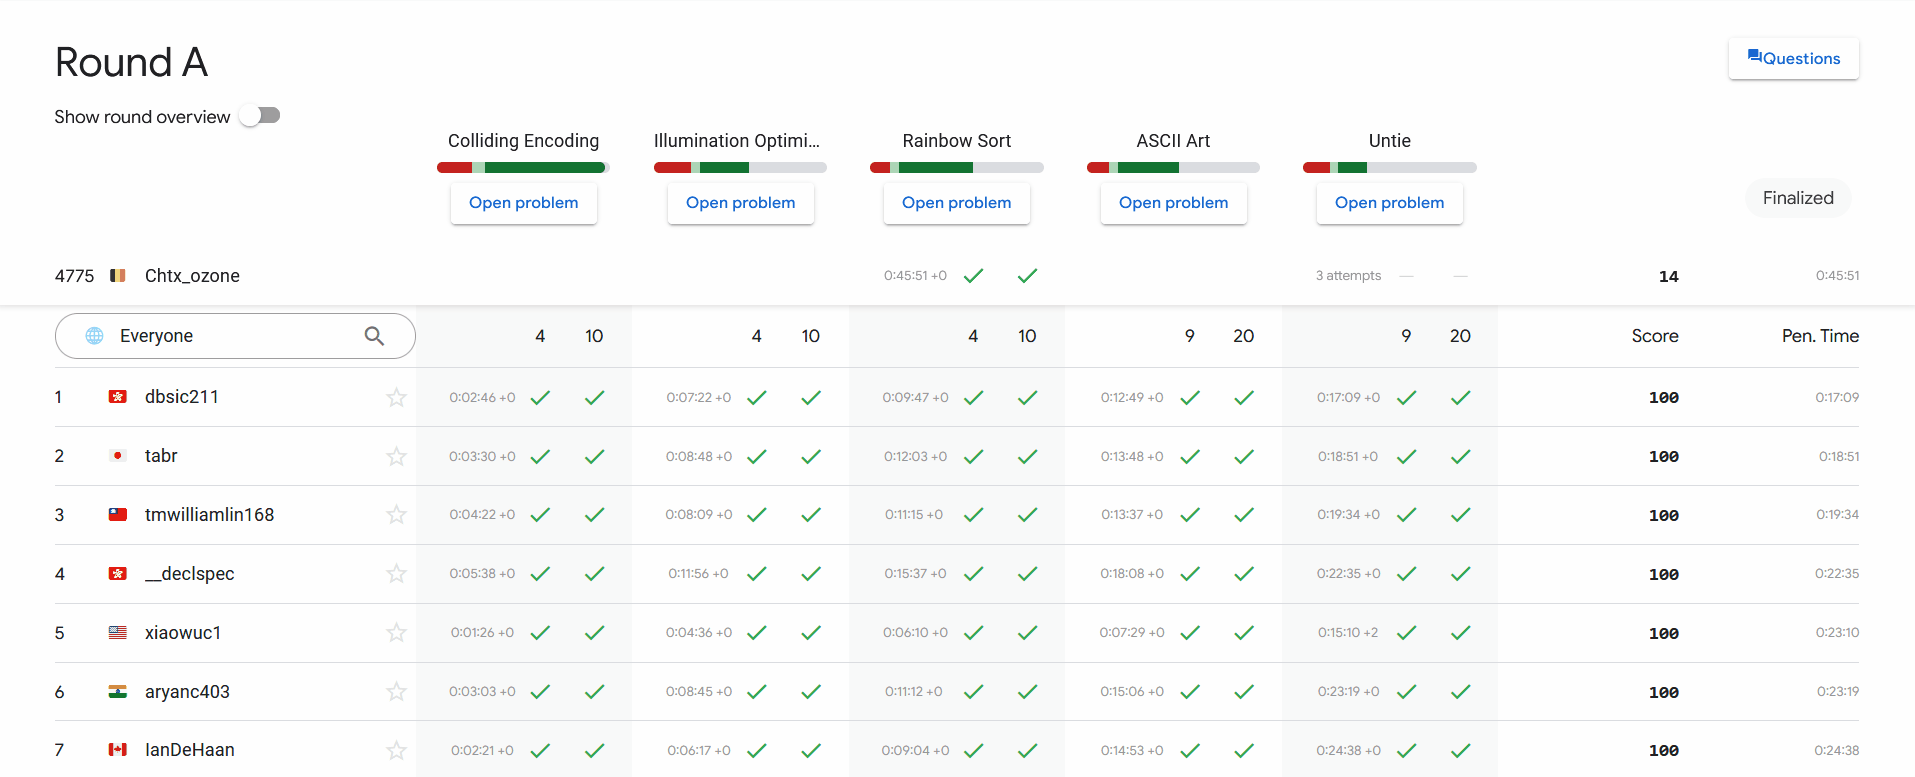 Round A
Questions
Show round overview
Colliding Encoding Illumination Optimi... Rainbow Sort ASCII Art Untie
Open problem Open problem Open problem Open problem Open problem
Finalized
4775 Chtx_ozone 0:45:51 +0 3 attempts — — 14 0:45:51
Everyone 4 10 4 10 4 10 9 20 9 20 Score Pen. Time
1 dbsic211 0:02:46 +0 0:07:22 +0 0:09:47 +0 0:12:49 +0 0:17:09 +0 100 0:17:09
2 tabr 0:03:30 +0 0:08:48 +0 0:12:03 +0 0:13:48 +0 0:18:51 +0 100 0:18:51
3 tmwilliamlin168 0:04:22 +0 0:08:09 +0 0:11:15 +0 0:13:37 +0 0:19:34 +0 100 0:19:34
4 __declspec 0:05:38 +0 0:11:56 +0 0:15:37 +0 0:18:08 +0 0:22:35 +0 100 0:22:35
5 xiaowuc1 0:01:26 +0 0:04:36 +0 0:06:10 +0 0:07:29 +0 0:15:10 +2 100 0:23:10
6 aryanc403 0:03:03 +0 0:08:45 +0 0:11:12 +0 0:15:06 +0 0:23:19 +0 100 0:23:19
7 IanDeHaan 0:02:21 +0 0:06:17 +0 0:09:04 +0 0:14:53 +0 0:24:38 +0 100 0:24:38